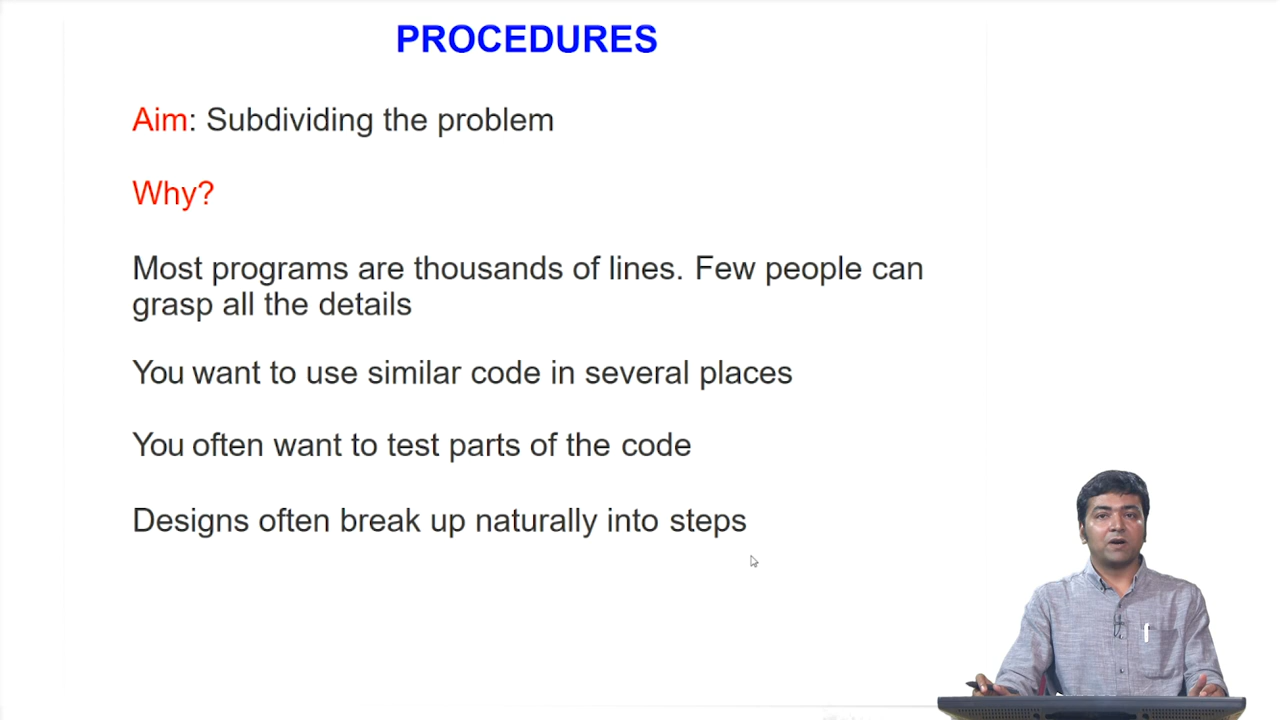 PROCEDURES
Aim: Subdividing the problem
Why?
Most programs are thousands of lines. Few people can
grasp all the details
You want to use similar code in several places
You often want to test parts of the code
Designs often break up naturally into steps